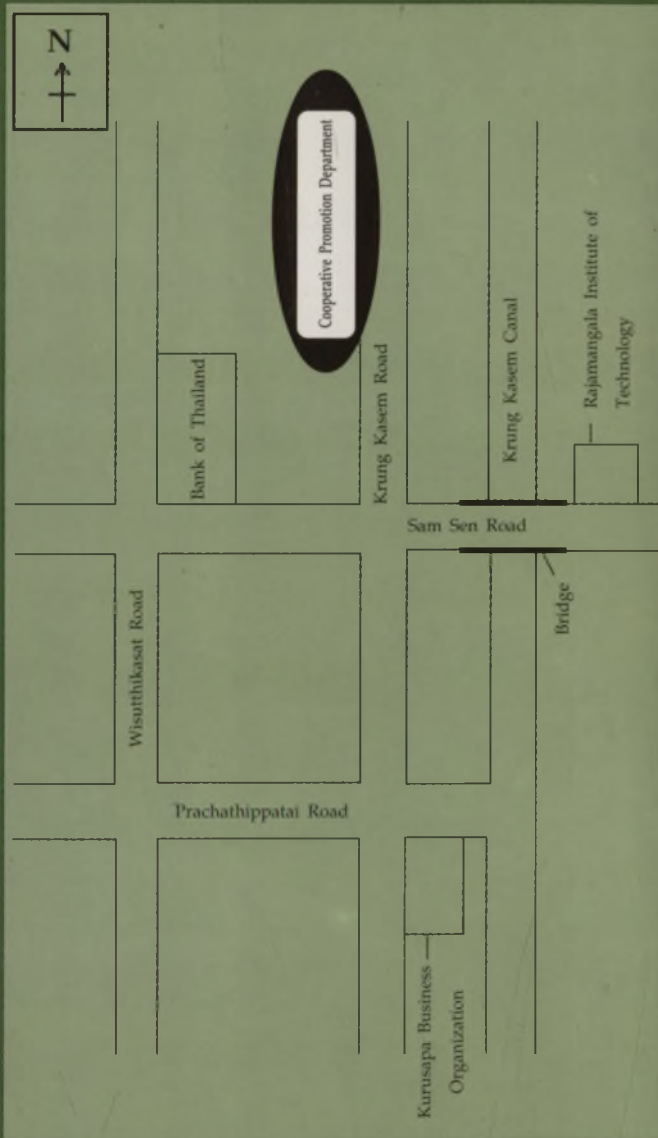 N
Cooperative Promotion Department
Bank of Thailand
Krung Kasem Road
Krung Kasem Canal
Rajamangala Institute of
Technology
Sam Sen Road
Bridge
Wisutthikasat Road
Prachathippatai Road
Kurusapa Business
Organization